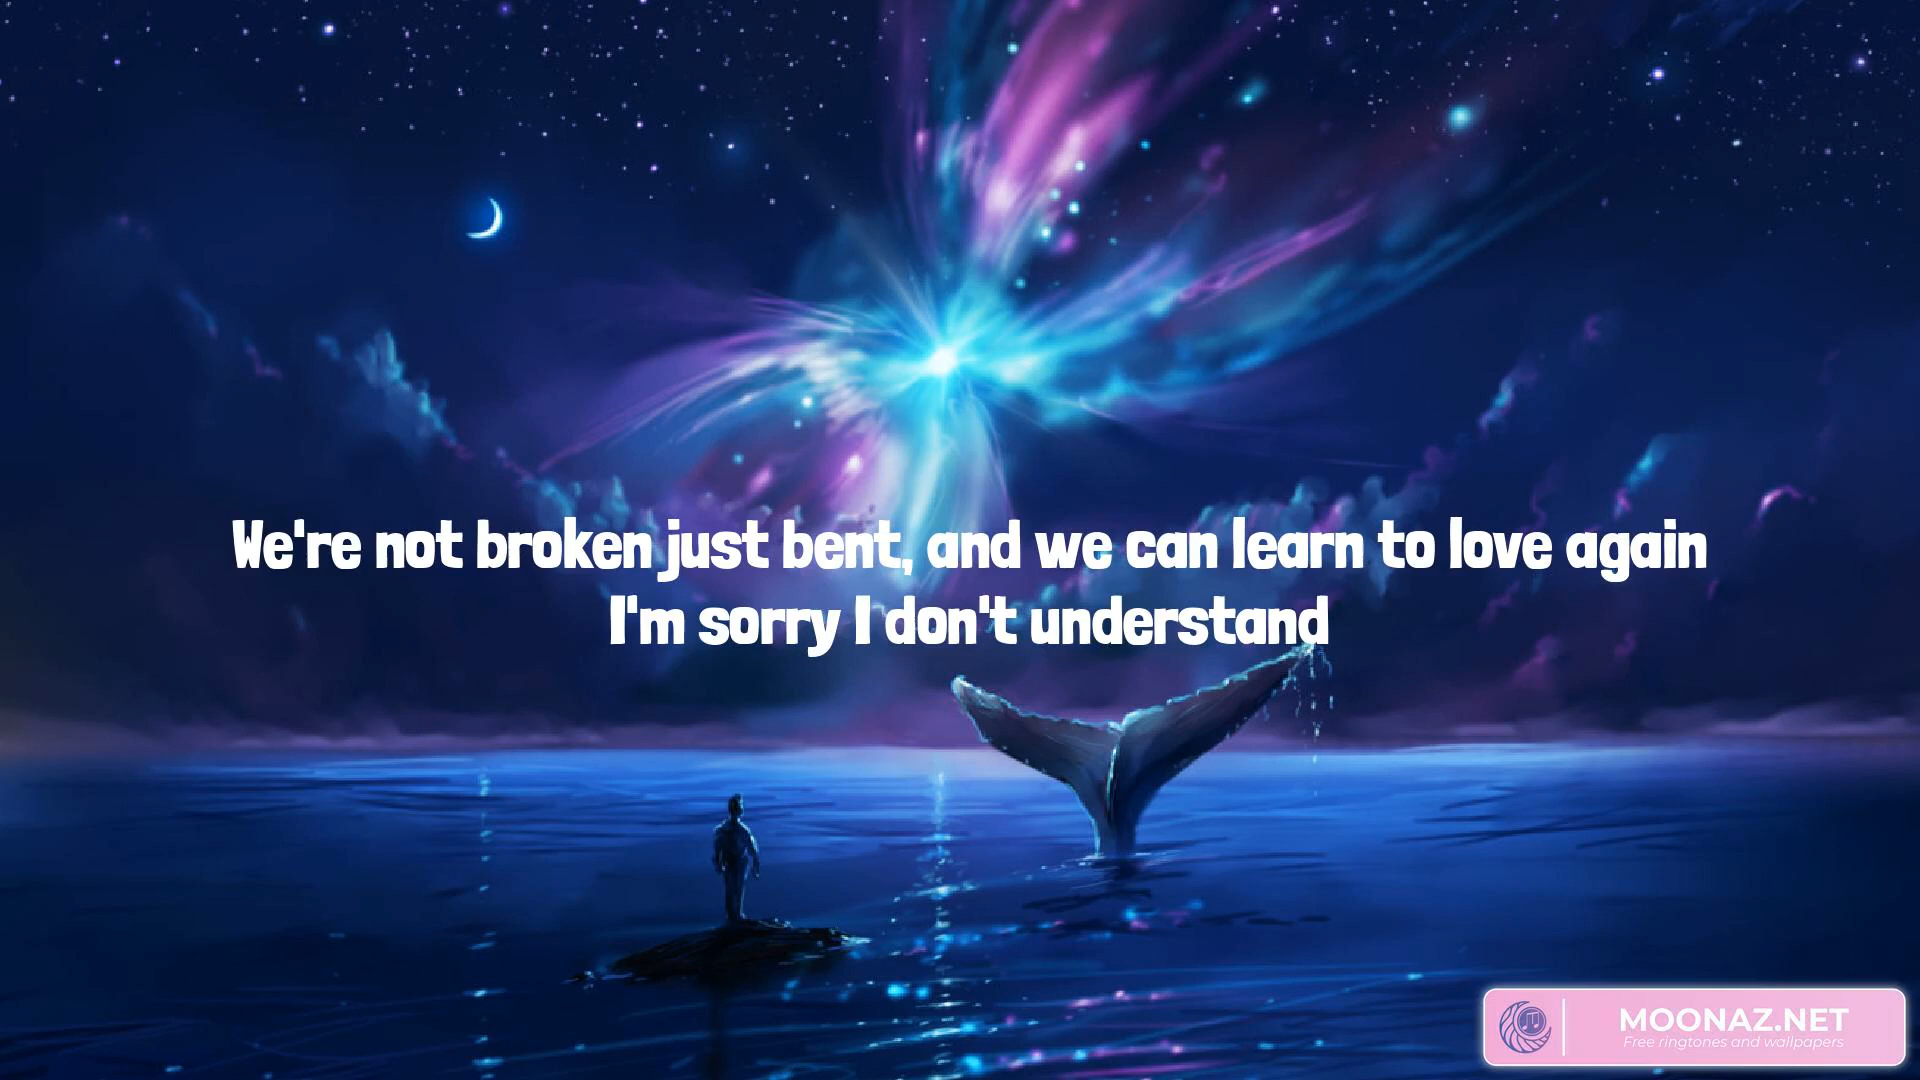 We're not broken just bent, and we can learn to love again
I'm sorry I don't understand
MOONAZ.NET
Free ringtones and wallpapers